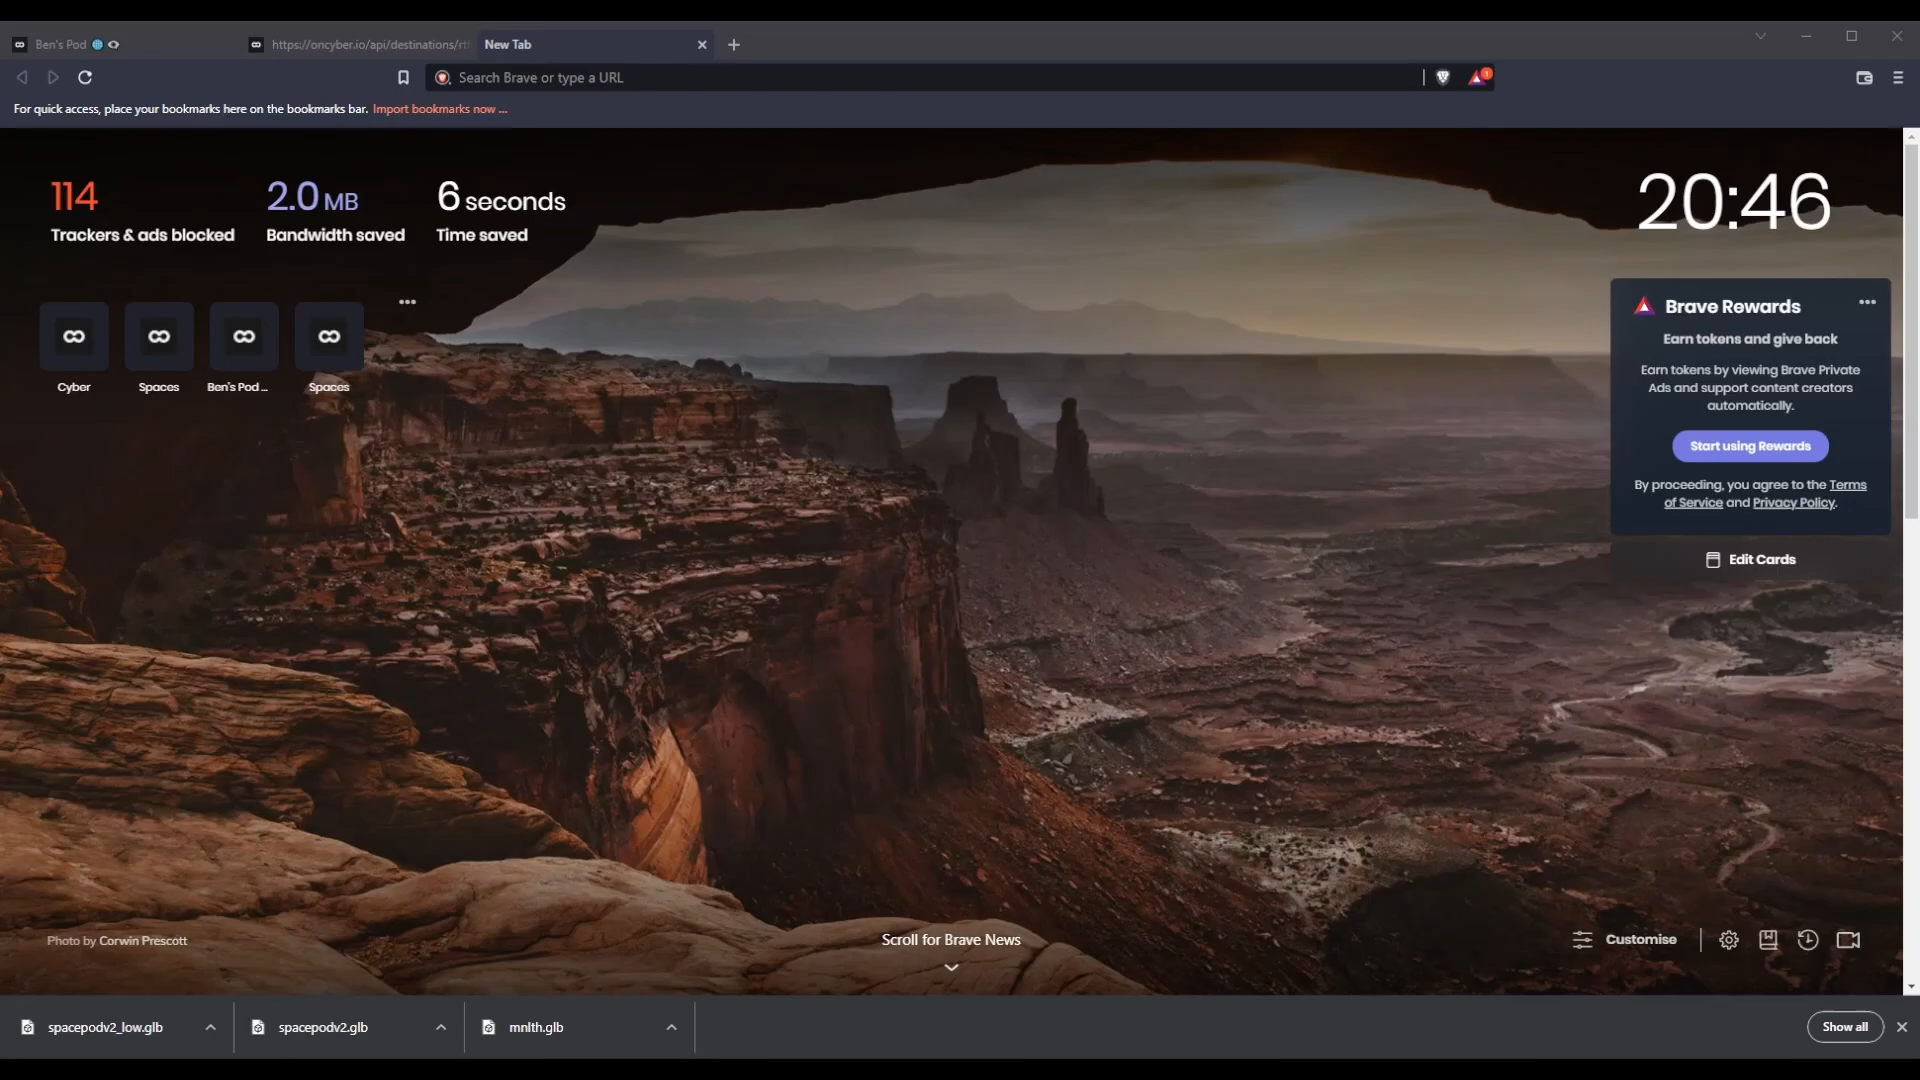 Ben's Pod
https://oncyber.io/api/destinations/rt
New Tab
Search Brave or type a URL
1
For quick access, place your bookmarks here on the bookmarks bar. Import bookmarks now ...
114
Trackers & ads blocked
2.0 MB
Bandwidth saved
6 seconds
Time saved
20:46
Cyber
Spaces
Ben's Pod ...
Spaces
Brave Rewards
Earn tokens and give back
Earn tokens by viewing Brave Private
Ads and support content creators
automatically.
Start using Rewards
By proceeding, you agree to the Terms
of Service and Privacy Policy.
Edit Cards
Photo by Corwin Prescott
Scroll for Brave News
Customise
spacepodv2_low.glb
spacepodv2.glb
mnlth.glb
Show all